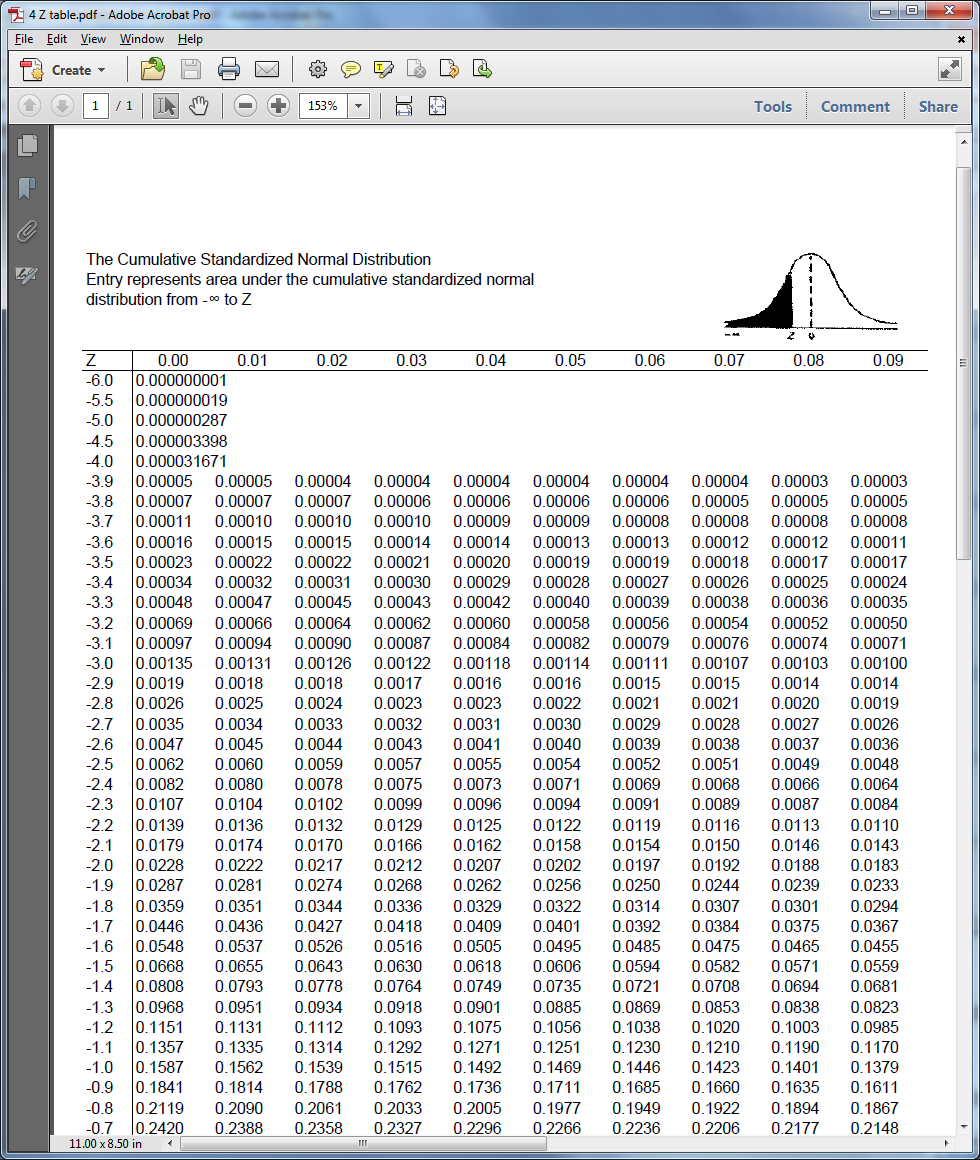 4 Z table.pdf - Adobe Acrobat Pro
File Edit View Window Help
Create
1 / 1 153% Tools Comment Share
The Cumulative Standardized Normal Distribution
Entry represents area under the cumulative standardized normal
distribution from -∞ to Z
-∞ Z 0
Z 0.00 0.01 0.02 0.03 0.04 0.05 0.06 0.07 0.08 0.09
-6.0 0.000000001
-5.5 0.000000019
-5.0 0.000000287
-4.5 0.000003398
-4.0 0.000031671
-3.9 0.00005 0.00005 0.00004 0.00004 0.00004 0.00004 0.00004 0.00004 0.00003 0.00003
-3.8 0.00007 0.00007 0.00007 0.00006 0.00006 0.00006 0.00006 0.00005 0.00005 0.00005
-3.7 0.00011 0.00010 0.00010 0.00010 0.00009 0.00009 0.00008 0.00008 0.00008 0.00008
-3.6 0.00016 0.00015 0.00015 0.00014 0.00014 0.00013 0.00013 0.00012 0.00012 0.00011
-3.5 0.00023 0.00022 0.00022 0.00021 0.00020 0.00019 0.00019 0.00018 0.00017 0.00017
-3.4 0.00034 0.00032 0.00031 0.00030 0.00029 0.00028 0.00027 0.00026 0.00025 0.00024
-3.3 0.00048 0.00047 0.00045 0.00043 0.00042 0.00040 0.00039 0.00038 0.00036 0.00035
-3.2 0.00069 0.00066 0.00064 0.00062 0.00060 0.00058 0.00056 0.00054 0.00052 0.00050
-3.1 0.00097 0.00094 0.00090 0.00087 0.00084 0.00082 0.00079 0.00076 0.00074 0.00071
-3.0 0.00135 0.00131 0.00126 0.00122 0.00118 0.00114 0.00111 0.00107 0.00103 0.00100
-2.9 0.0019 0.0018 0.0018 0.0017 0.0016 0.0016 0.0015 0.0015 0.0014 0.0014
-2.8 0.0026 0.0025 0.0024 0.0023 0.0023 0.0022 0.0021 0.0021 0.0020 0.0019
-2.7 0.0035 0.0034 0.0033 0.0032 0.0031 0.0030 0.0029 0.0028 0.0027 0.0026
-2.6 0.0047 0.0045 0.0044 0.0043 0.0041 0.0040 0.0039 0.0038 0.0037 0.0036
-2.5 0.0062 0.0060 0.0059 0.0057 0.0055 0.0054 0.0052 0.0051 0.0049 0.0048
-2.4 0.0082 0.0080 0.0078 0.0075 0.0073 0.0071 0.0069 0.0068 0.0066 0.0064
-2.3 0.0107 0.0104 0.0102 0.0099 0.0096 0.0094 0.0091 0.0089 0.0087 0.0084
-2.2 0.0139 0.0136 0.0132 0.0129 0.0125 0.0122 0.0119 0.0116 0.0113 0.0110
-2.1 0.0179 0.0174 0.0170 0.0166 0.0162 0.0158 0.0154 0.0150 0.0146 0.0143
-2.0 0.0228 0.0222 0.0217 0.0212 0.0207 0.0202 0.0197 0.0192 0.0188 0.0183
-1.9 0.0287 0.0281 0.0274 0.0268 0.0262 0.0256 0.0250 0.0244 0.0239 0.0233
-1.8 0.0359 0.0351 0.0344 0.0336 0.0329 0.0322 0.0314 0.0307 0.0301 0.0294
-1.7 0.0446 0.0436 0.0427 0.0418 0.0409 0.0401 0.0392 0.0384 0.0375 0.0367
-1.6 0.0548 0.0537 0.0526 0.0516 0.0505 0.0495 0.0485 0.0475 0.0465 0.0455
-1.5 0.0668 0.0655 0.0643 0.0630 0.0618 0.0606 0.0594 0.0582 0.0571 0.0559
-1.4 0.0808 0.0793 0.0778 0.0764 0.0749 0.0735 0.0721 0.0708 0.0694 0.0681
-1.3 0.0968 0.0951 0.0934 0.0918 0.0901 0.0885 0.0869 0.0853 0.0838 0.0823
-1.2 0.1151 0.1131 0.1112 0.1093 0.1075 0.1056 0.1038 0.1020 0.1003 0.0985
-1.1 0.1357 0.1335 0.1314 0.1292 0.1271 0.1251 0.1230 0.1210 0.1190 0.1170
-1.0 0.1587 0.1562 0.1539 0.1515 0.1492 0.1469 0.1446 0.1423 0.1401 0.1379
-0.9 0.1841 0.1814 0.1788 0.1762 0.1736 0.1711 0.1685 0.1660 0.1635 0.1611
-0.8 0.2119 0.2090 0.2061 0.2033 0.2005 0.1977 0.1949 0.1922 0.1894 0.1867
-0.7 0.2420 0.2388 0.2358 0.2327 0.2296 0.2266 0.2236 0.2206 0.2177 0.2148
11.00 x 8.50 in